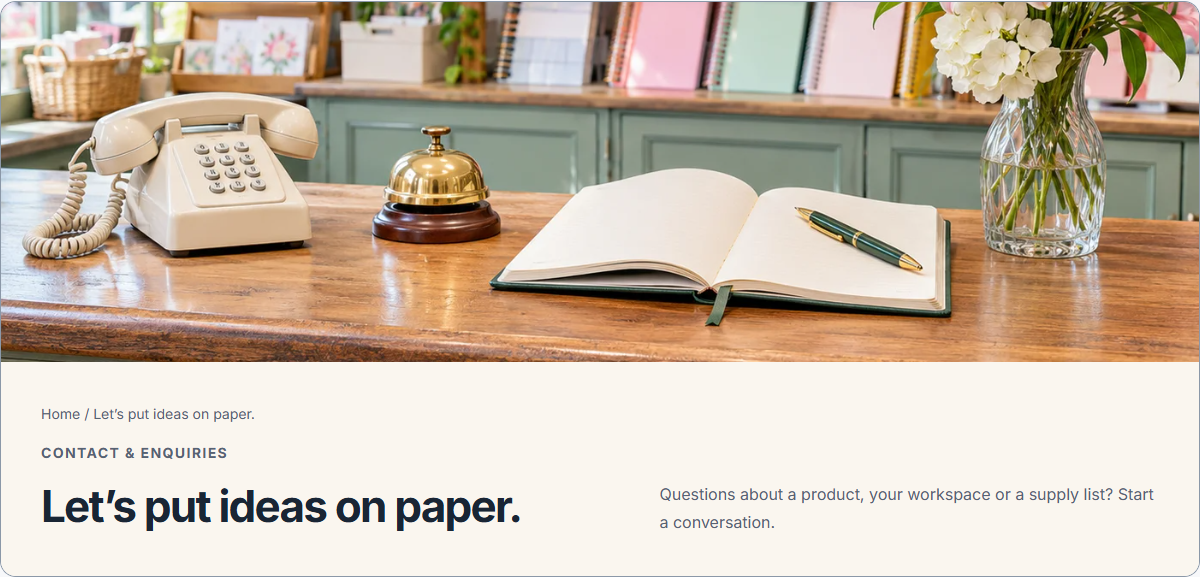 Home / Let’s put ideas on paper.
CONTACT & ENQUIRIES
Let’s put ideas on paper.
Questions about a product, your workspace or a supply list? Start
a conversation.